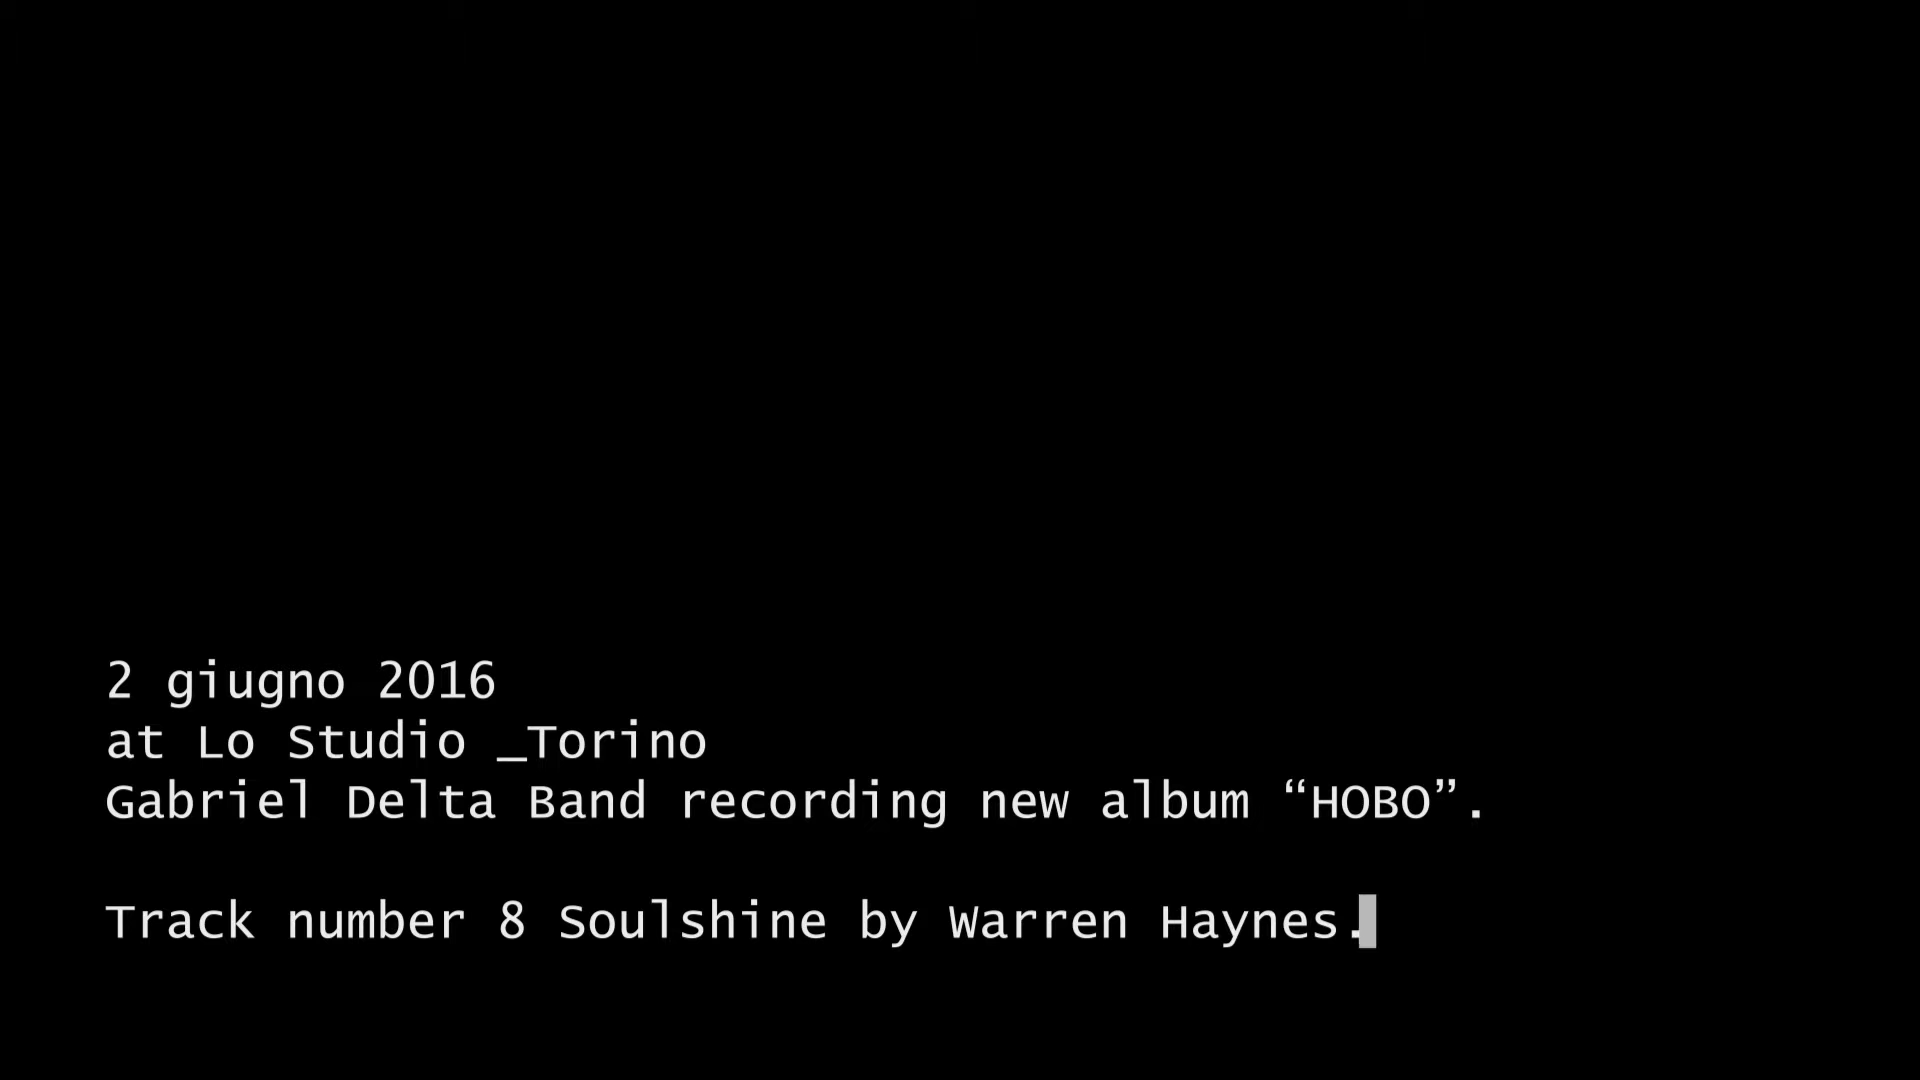 2 giugno 2016
at Lo Studio _Torino
Gabriel Delta Band recording new album “HOBO”.
Track number 8 Soulshine by Warren Haynes.